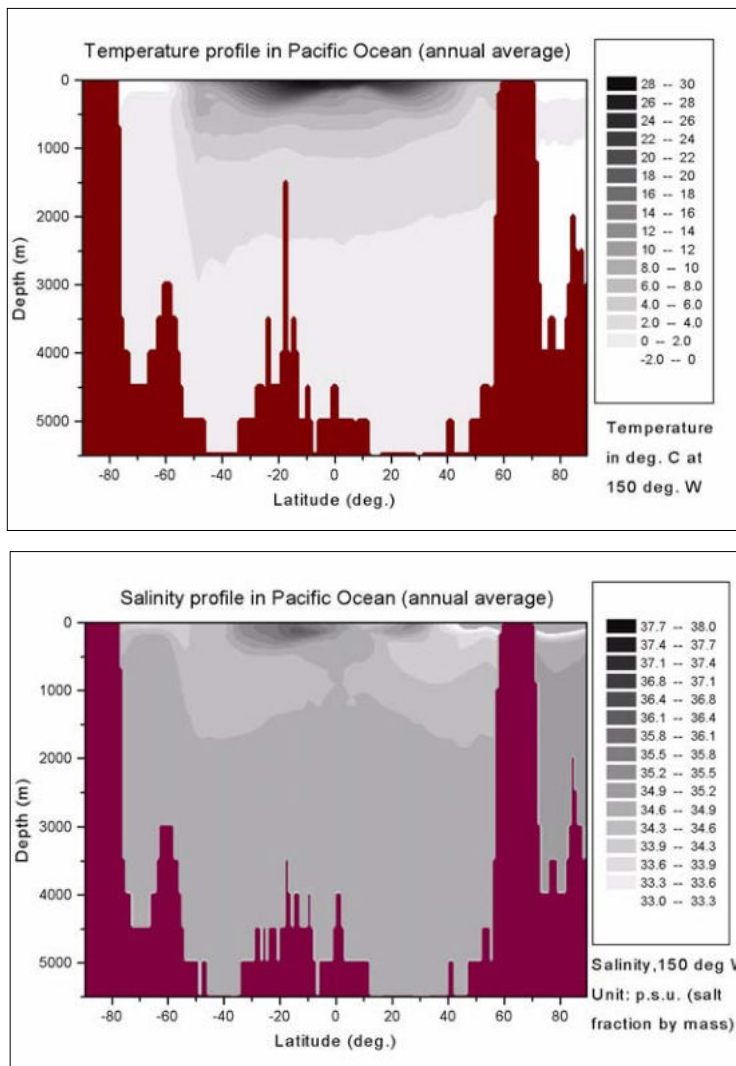 Temperature profile in Pacific Ocean (annual average)
0
1000
2000
3000
4000
5000
Depth (m)
-80 -60 -40 -20 0 20 40 60 80
Latitude (deg.)
28 -- 30
26 -- 28
24 -- 26
22 -- 24
20 -- 22
18 -- 20
16 -- 18
14 -- 16
12 -- 14
10 -- 12
8.0 -- 10
6.0 -- 8.0
4.0 -- 6.0
2.0 -- 4.0
0 -- 2.0
-2.0 -- 0
Temperature
in deg. C at
150 deg. W
Salinity profile in Pacific Ocean (annual average)
0
1000
2000
3000
4000
5000
Depth (m)
-80 -60 -40 -20 0 20 40 60 80
Latitude (deg.)
37.7 -- 38.0
37.4 -- 37.7
37.1 -- 37.4
36.8 -- 37.1
36.4 -- 36.8
36.1 -- 36.4
35.8 -- 36.1
35.5 -- 35.8
35.2 -- 35.5
34.9 -- 35.2
34.6 -- 34.9
34.3 -- 34.6
33.9 -- 34.3
33.6 -- 33.9
33.3 -- 33.6
33.0 -- 33.3
Salinity,150 deg W
Unit: p.s.u. (salt
fraction by mass)